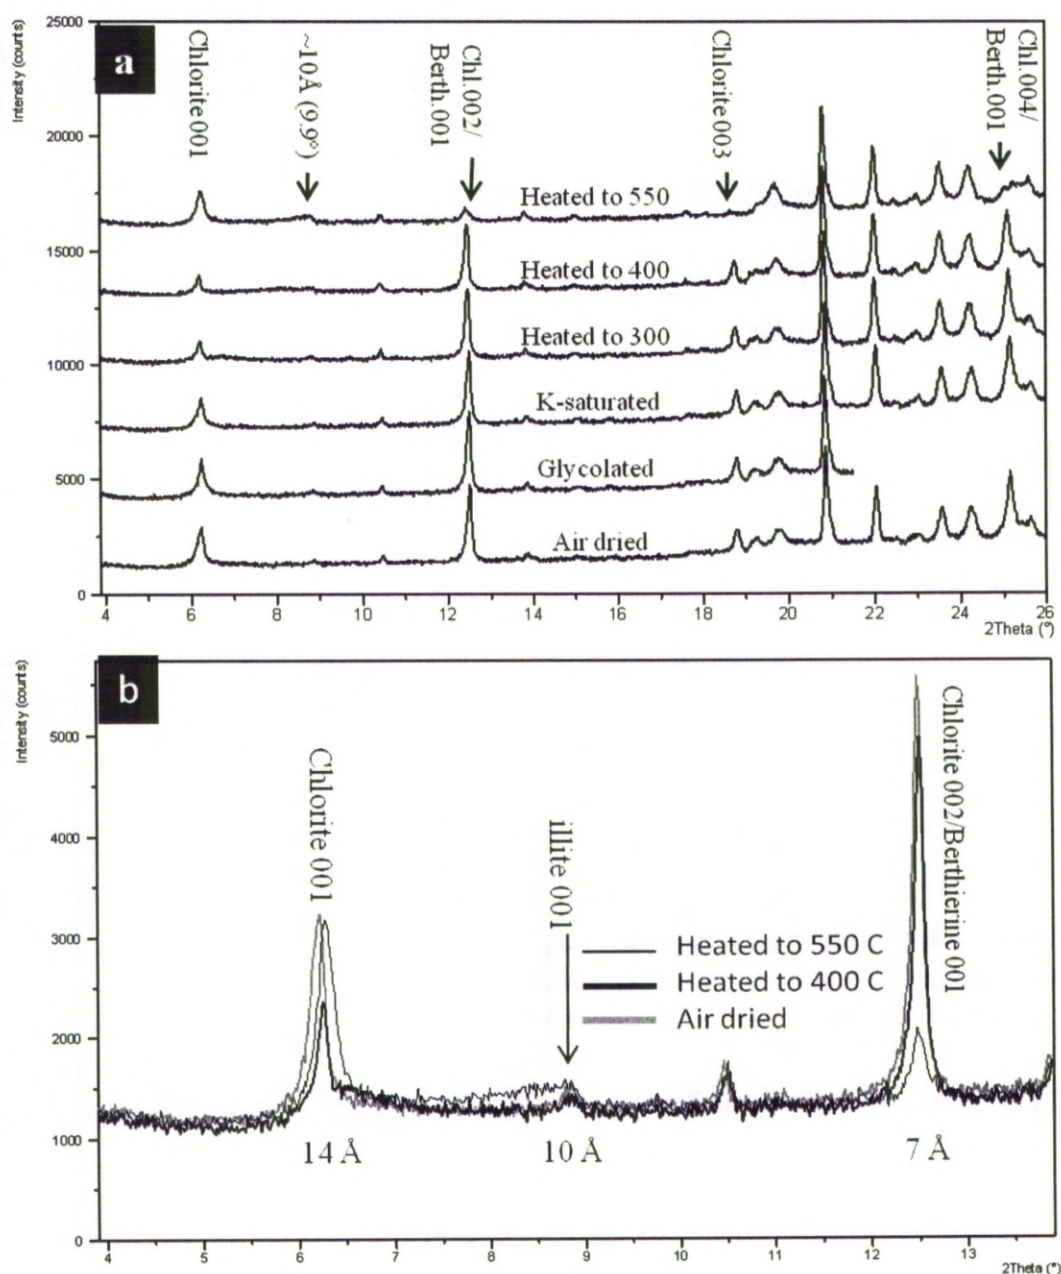 a
Intensity (counts)
25000
20000
15000
10000
5000
0
Chlorite 001
~10Å (9.9°)
Chl.002/
Berth.001
Chlorite 003
Chl.004/
Berth.001
Heated to 550
Heated to 400
Heated to 300
K-saturated
Glycolated
Air dried
4 6 8 10 12 14 16 18 20 22 24 26
2Theta (°)
b
Intensity (counts)
5000
4000
3000
2000
1000
0
Chlorite 001
illite 001
Chlorite 002/Berthierine 001
Heated to 550 C
Heated to 400 C
Air dried
14 Å 10 Å 7 Å
4 5 6 7 8 9 10 11 12 13
2Theta (°)